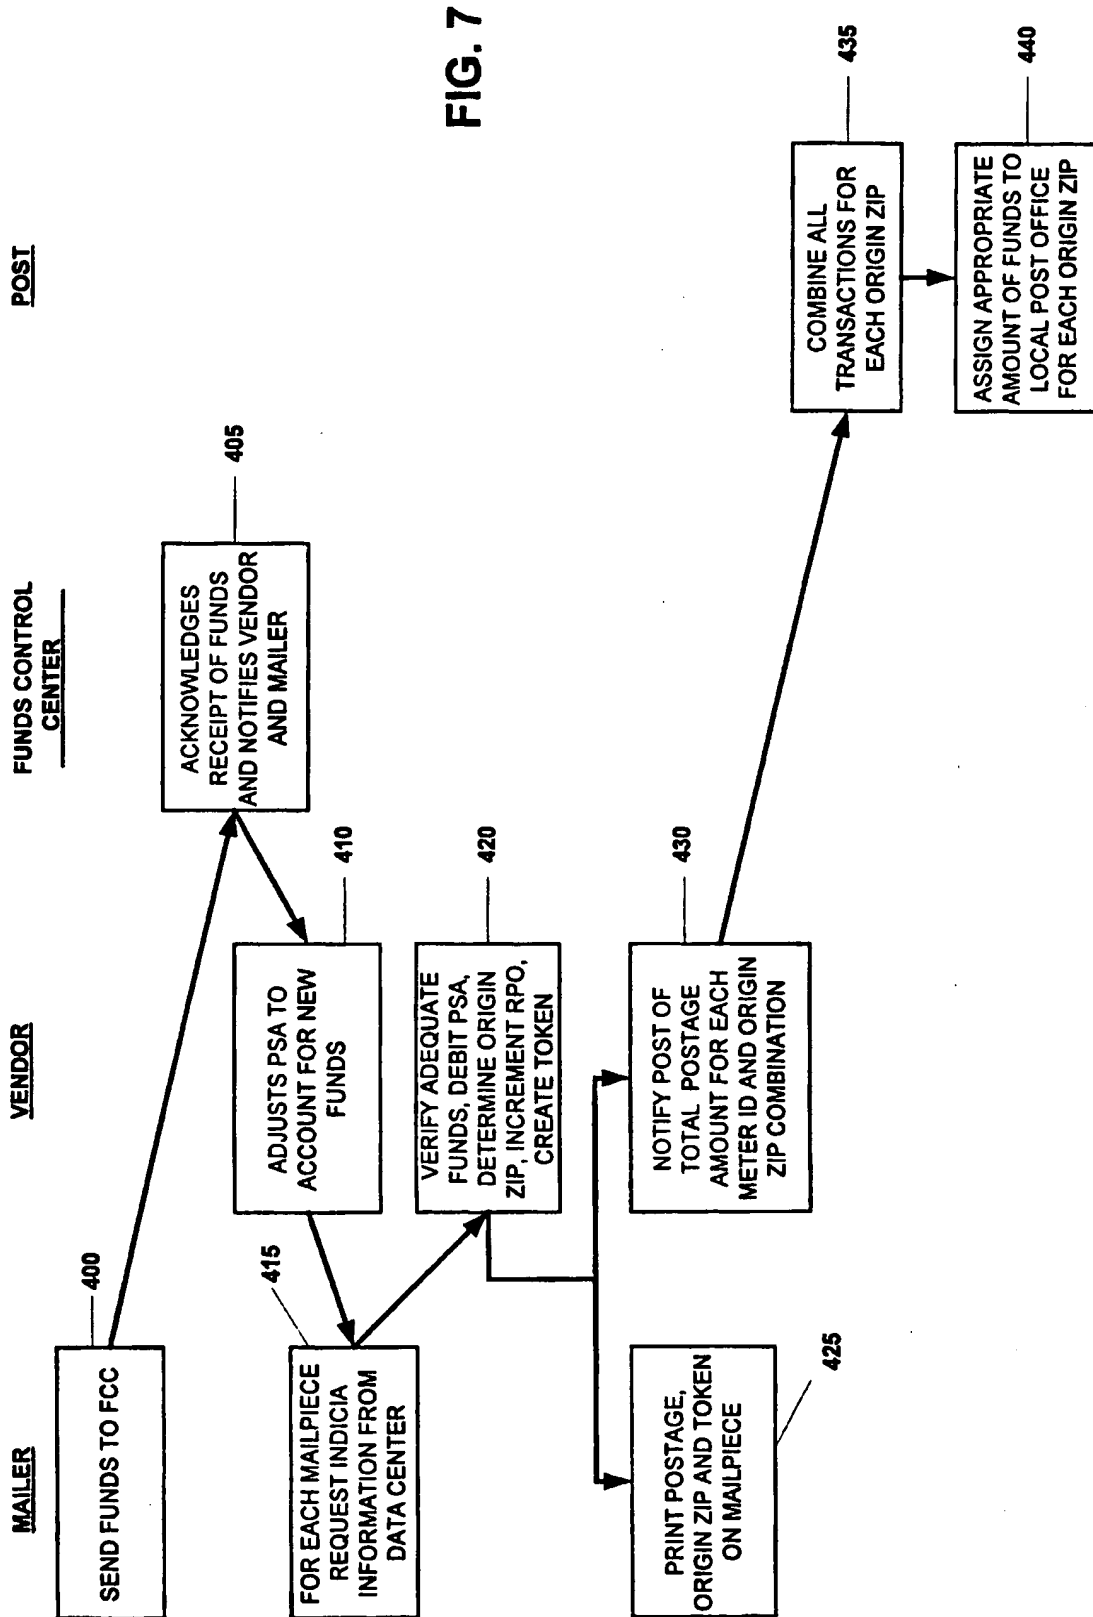 MAILER
VENDOR
FUNDS CONTROL
CENTER
POST
SEND FUNDS TO FCC
400
ACKNOWLEDGES
RECEIPT OF FUNDS
AND NOTIFIES VENDOR
AND MAILER
405
ADJUSTS PSA TO
ACCOUNT FOR NEW
FUNDS
410
FOR EACH MAILPIECE
REQUEST INDICIA
INFORMATION FROM
DATA CENTER
415
VERIFY ADEQUATE
FUNDS, DEBIT PSA,
DETERMINE ORIGIN
ZIP, INCREMENT RPO,
CREATE TOKEN
420
PRINT POSTAGE,
ORIGIN ZIP AND TOKEN
ON MAILPIECE
425
NOTIFY POST OF
TOTAL POSTAGE
AMOUNT FOR EACH
METER ID AND ORIGIN
ZIP COMBINATION
430
COMBINE ALL
TRANSACTIONS FOR
EACH ORIGIN ZIP
435
ASSIGN APPROPRIATE
AMOUNT OF FUNDS TO
LOCAL POST OFFICE
FOR EACH ORIGIN ZIP
440
FIG. 7